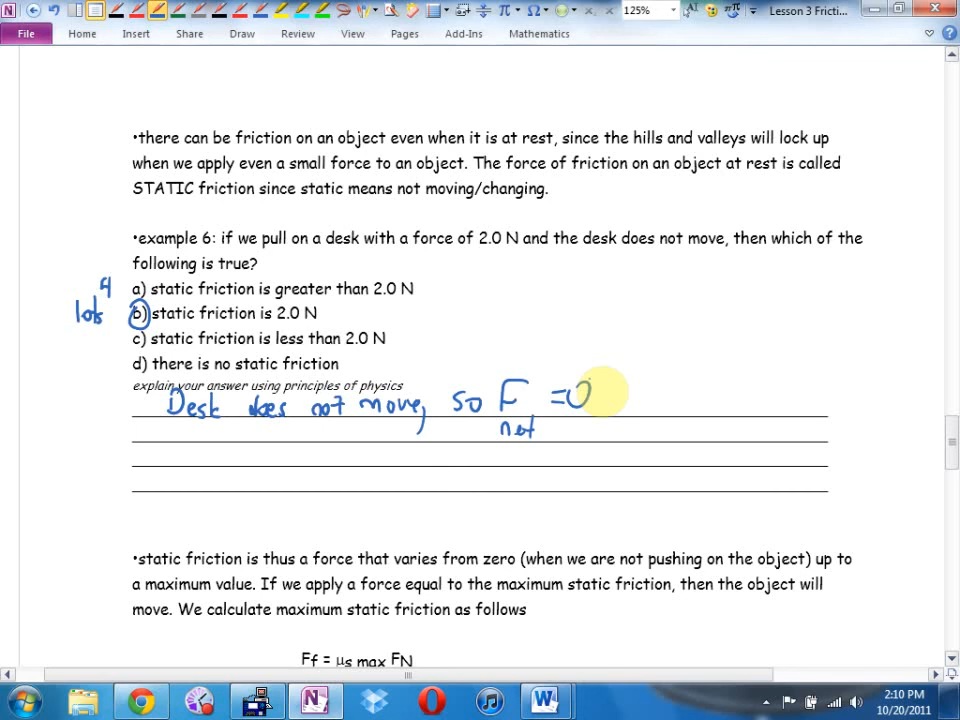 125%
Lesson 3 Fricti...
File Home Insert Share Draw Review View Pages Add-Ins Mathematics
•there can be friction on an object even when it is at rest, since the hills and valleys will lock up
when we apply even a small force to an object. The force of friction on an object at rest is called
STATIC friction since static means not moving/changing.
•example 6: if we pull on a desk with a force of 2.0 N and the desk does not move, then which of the
following is true?
a) static friction is greater than 2.0 N
4
lots b) static friction is 2.0 N
c) static friction is less than 2.0 N
d) there is no static friction
explain your answer using principles of physics
Desk does not move, so F net = 0
•static friction is thus a force that varies from zero (when we are not pushing on the object) up to
a maximum value. If we apply a force equal to the maximum static friction, then the object will
move. We calculate maximum static friction as follows
Ff = μs max FN
2:10 PM
10/20/2011